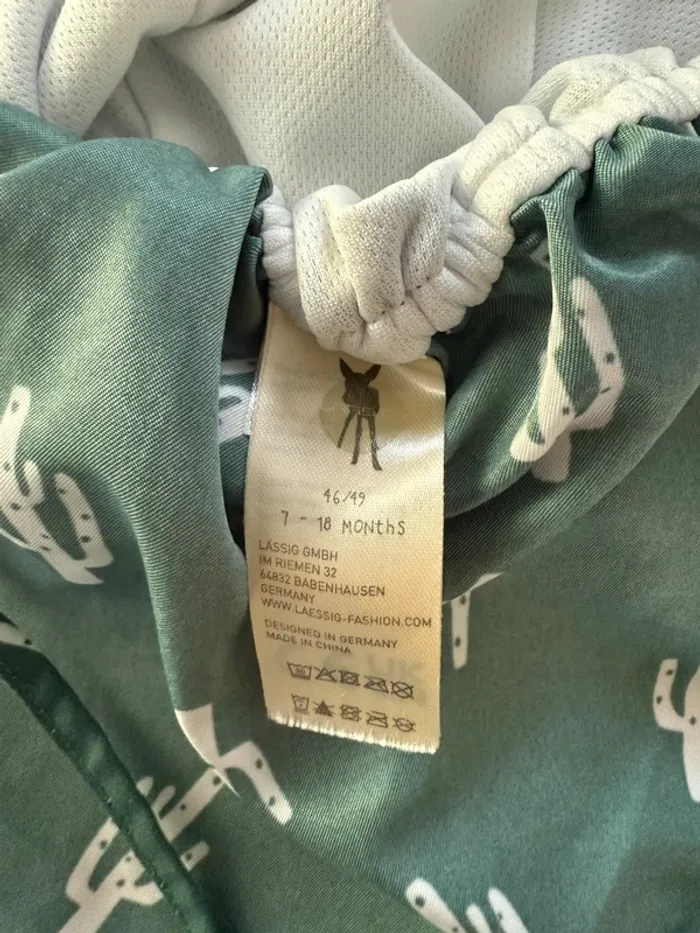 46/49
7 - 18 MONthS
LÄSSIG GMBH
IM RIEMEN 32
64832 BABENHAUSEN
GERMANY
WWW.LAESSIG-FASHION.COM
DESIGNED IN GERMANY
MADE IN CHINA